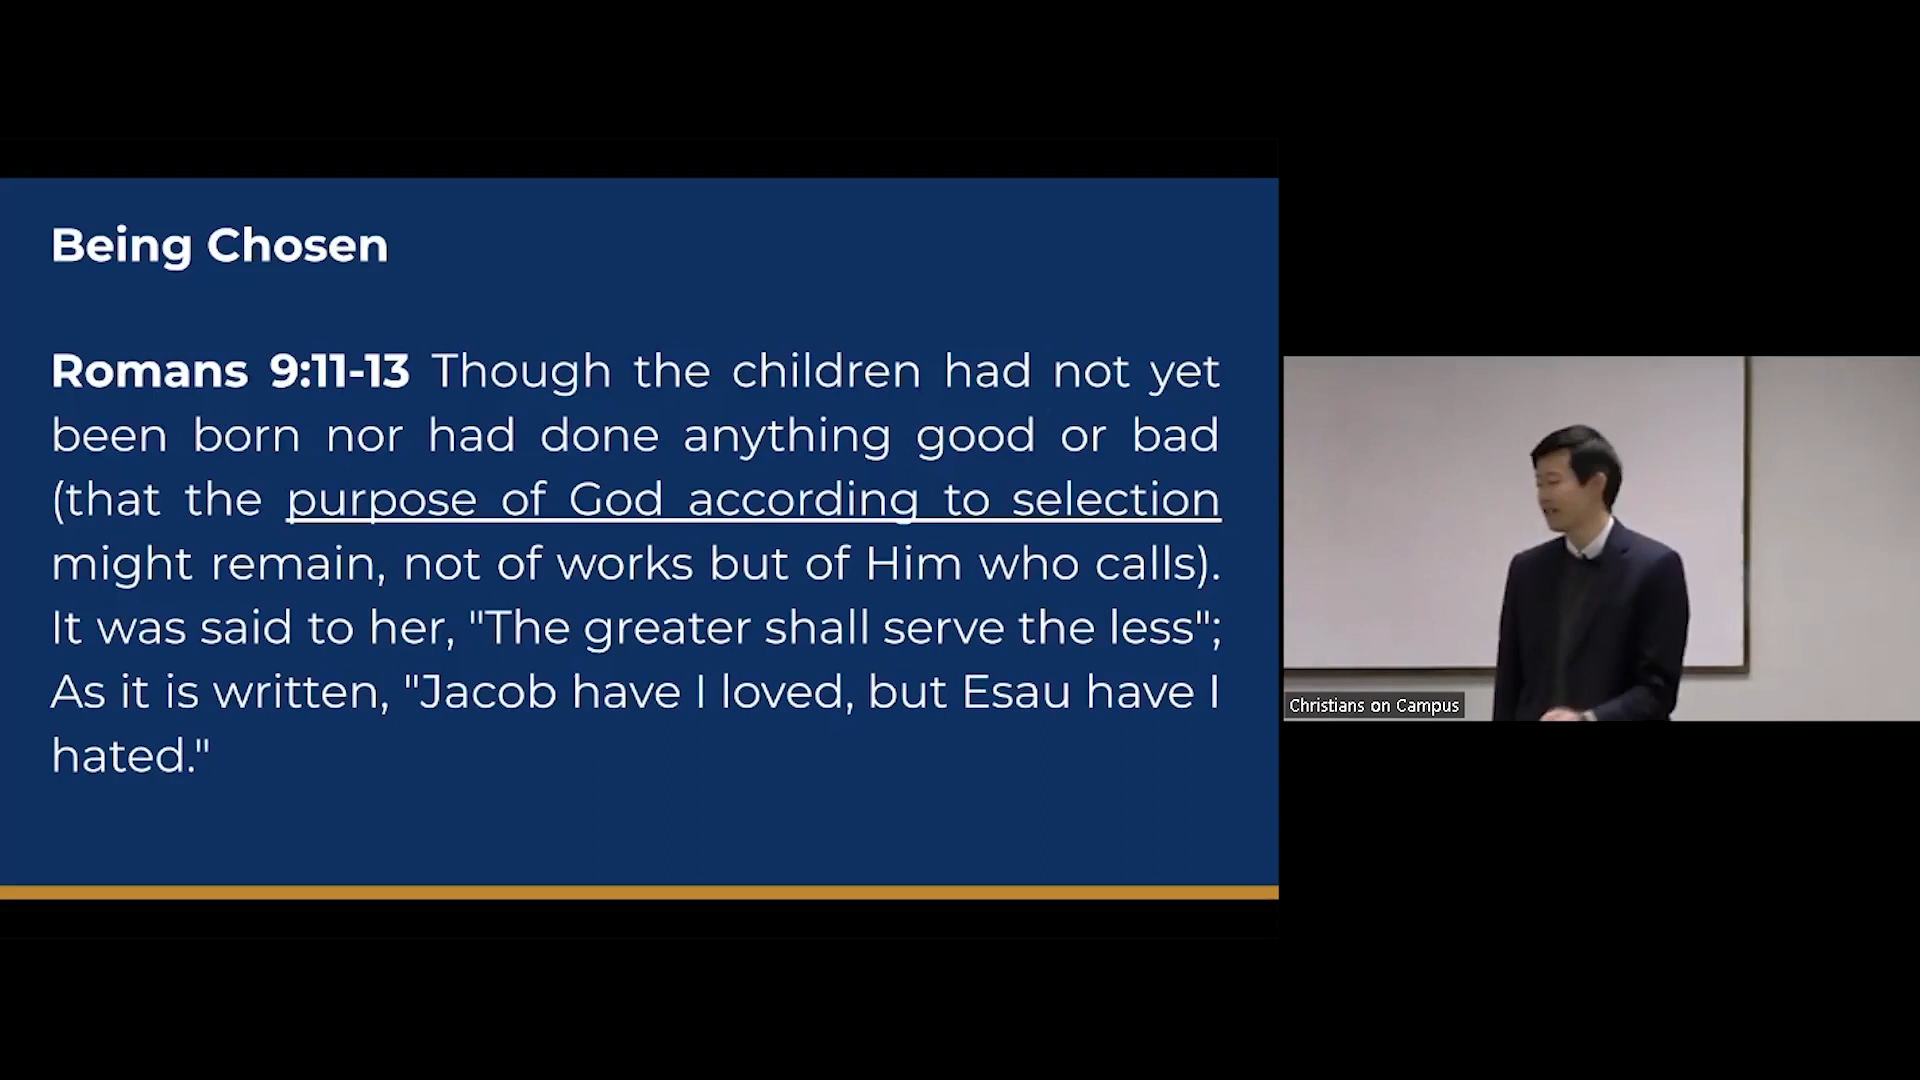 Being Chosen
Romans 9:11-13 Though the children had not yet
been born nor had done anything good or bad
(that the purpose of God according to selection
might remain, not of works but of Him who calls).
It was said to her, "The greater shall serve the less";
As it is written, "Jacob have I loved, but Esau have I
hated."
Christians on Campus